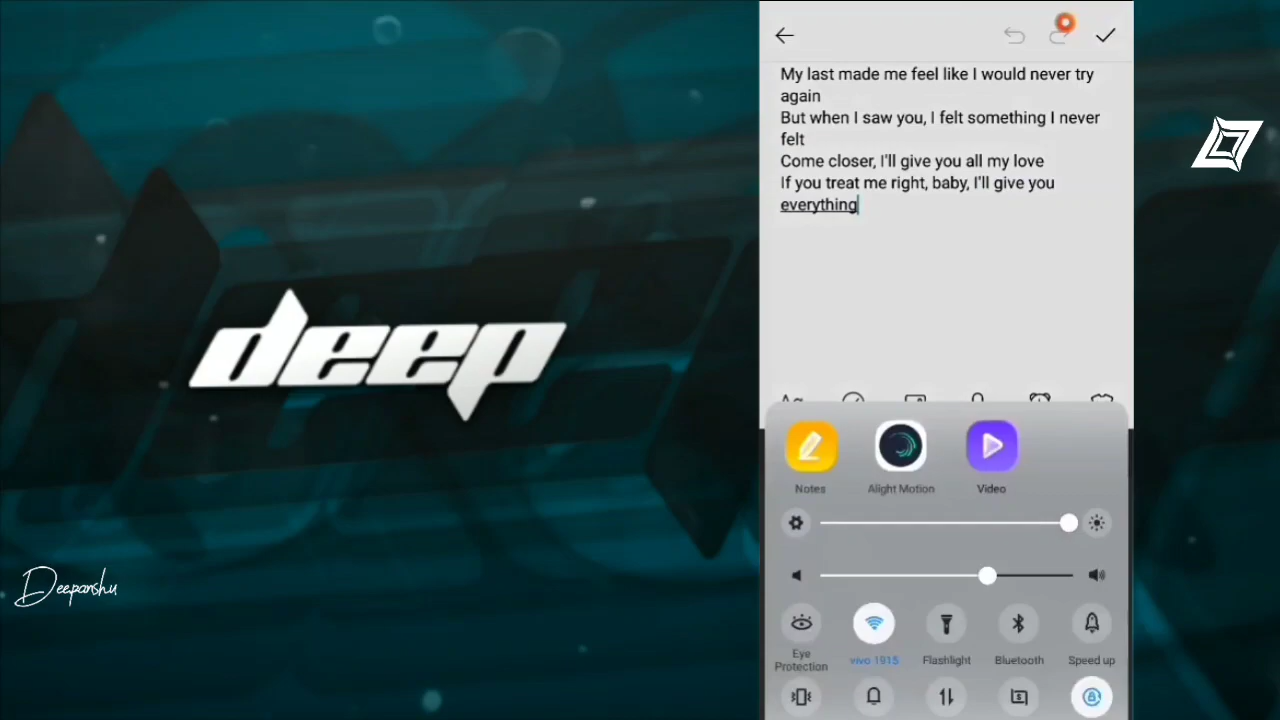 deep
Deepanshu
My last made me feel like I would never try
again
But when I saw you, I felt something I never
felt
Come closer, I'll give you all my love
If you treat me right, baby, I'll give you
everything
Notes
Alight Motion
Video
Eye
Protection
vivo 1915
Flashlight
Bluetooth
Speed up